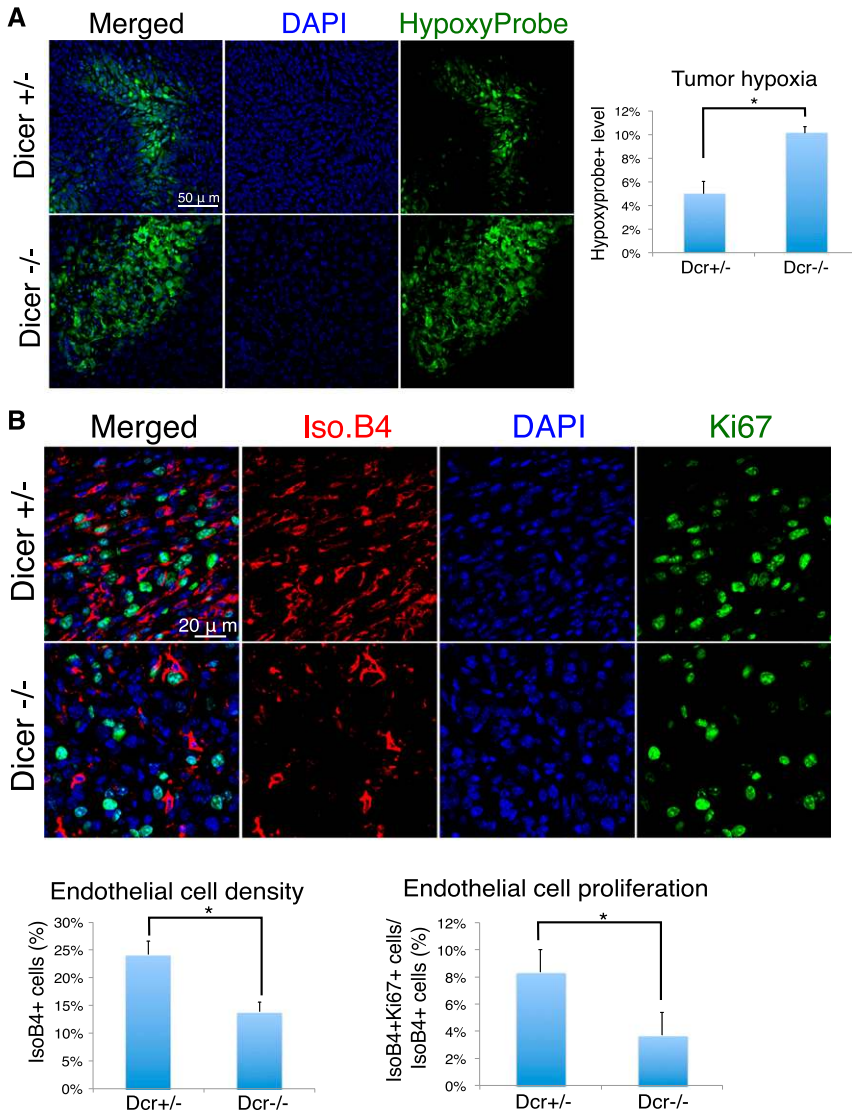 A
Merged DAPI HypoxyProbe
Dicer +/-
50 µ m
Dicer -/-
Tumor hypoxia
*
Hypoxyprobe+ level
12%
10%
8%
6%
4%
2%
0%
Dcr+/- Dcr-/-
B
Merged Iso.B4 DAPI Ki67
Dicer +/-
20 µ m
Dicer -/-
Endothelial cell density
*
IsoB4+ cells (%)
30%
25%
20%
15%
10%
5%
0%
Dcr+/- Dcr-/-
Endothelial cell proliferation
*
IsoB4+Ki67+ cells/
IsoB4+ cells (%)
12%
10%
8%
6%
4%
2%
0%
Dcr+/- Dcr-/-